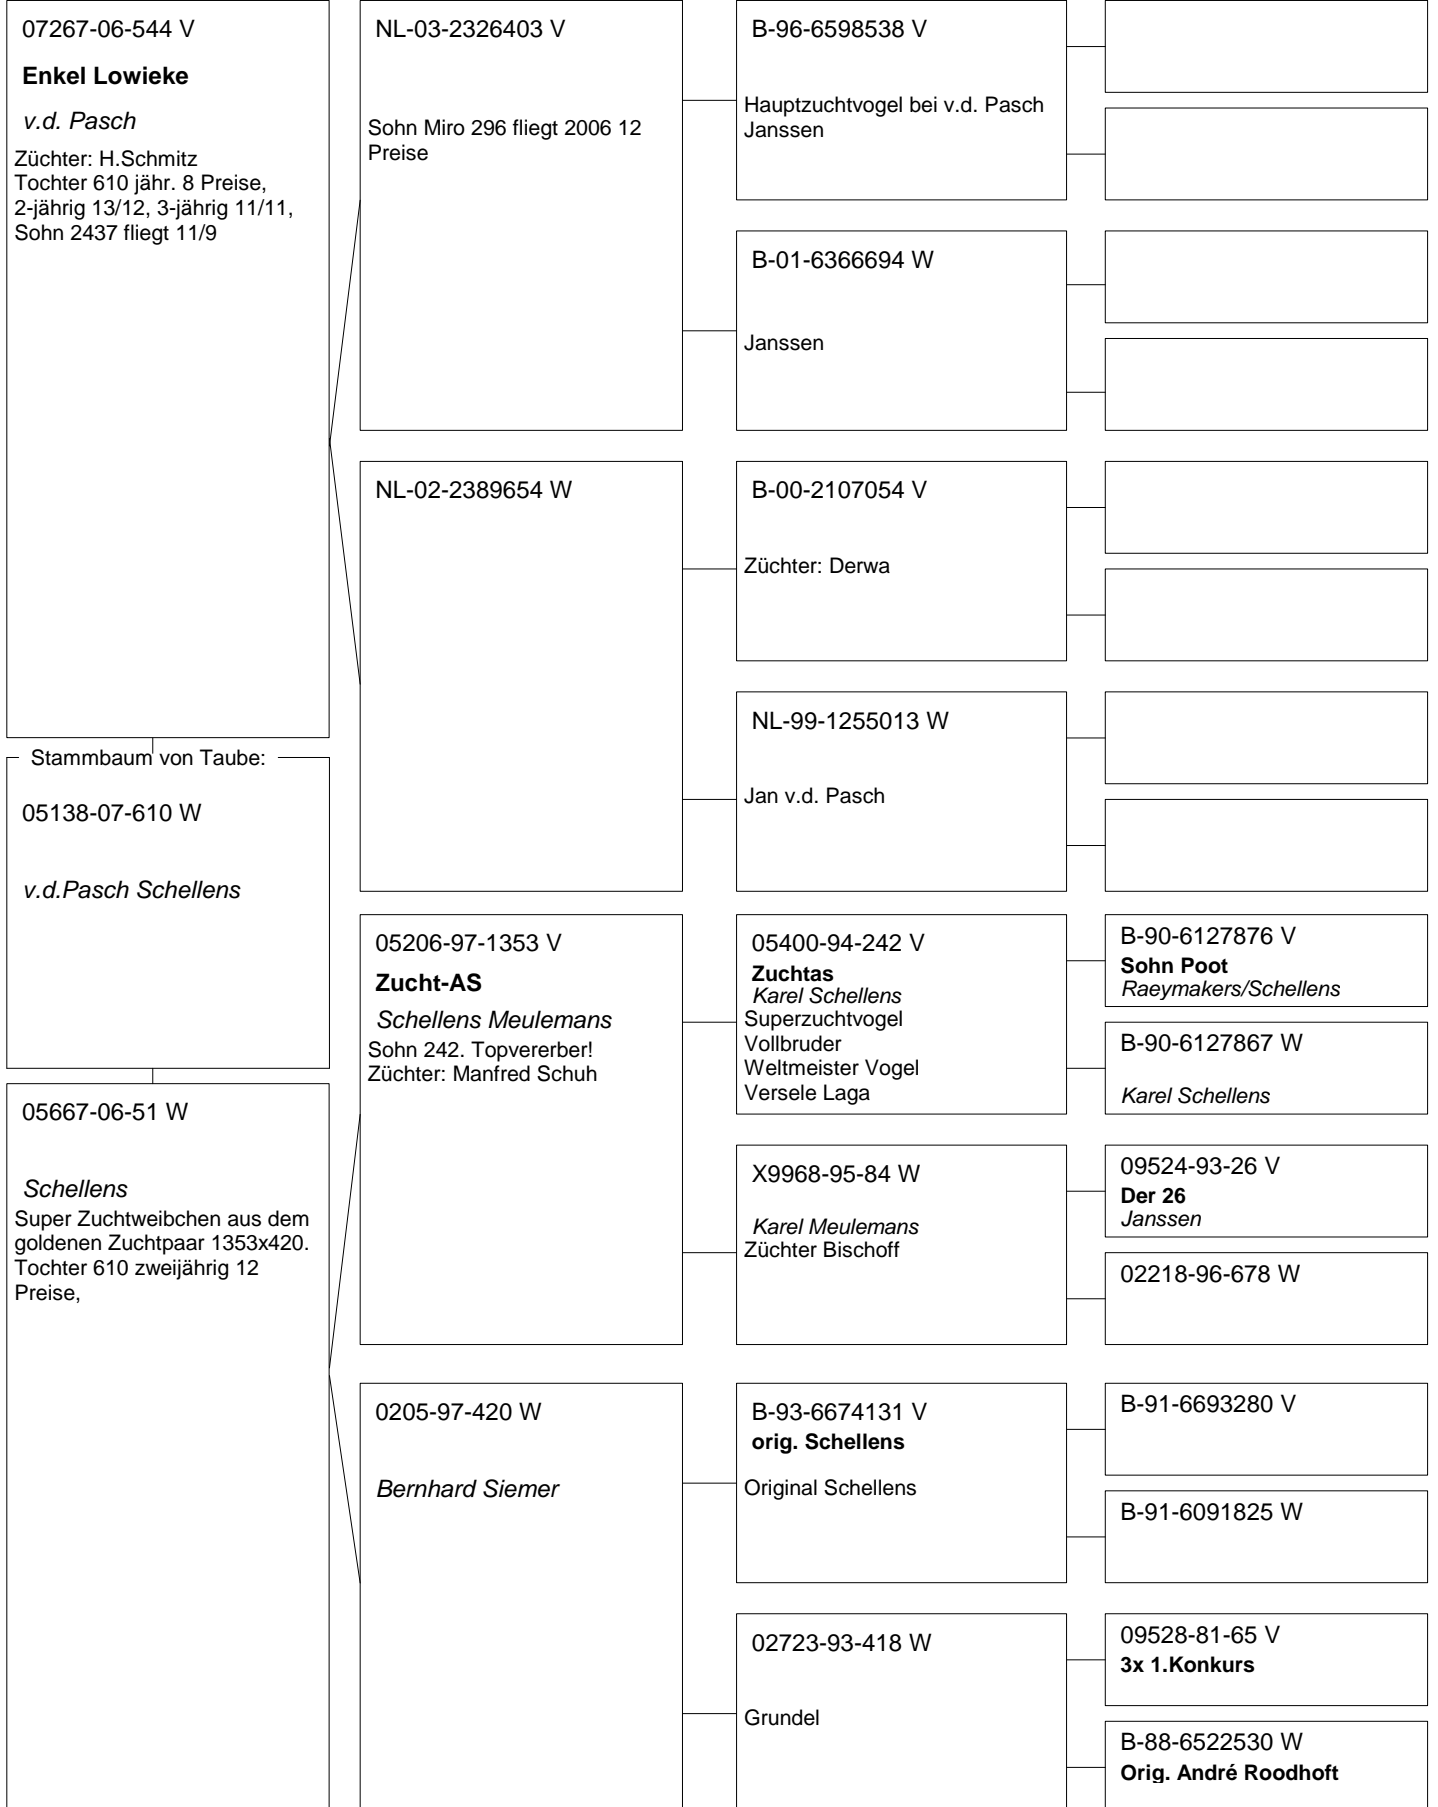 07267-06-544 V
Enkel Lowieke
v.d. Pasch
Züchter: H.Schmitz
Tochter 610 jähr. 8 Preise,
2-jährig 13/12, 3-jährig 11/11,
Sohn 2437 fliegt 11/9
Stammbaum von Taube:
05138-07-610 W
v.d.Pasch Schellens
05667-06-51 W
Schellens
Super Zuchtweibchen aus dem
goldenen Zuchtpaar 1353x420.
Tochter 610 zweijährig 12
Preise,
NL-03-2326403 V
Sohn Miro 296 fliegt 2006 12
Preise
NL-02-2389654 W
05206-97-1353 V
Zucht-AS
Schellens Meulemans
Sohn 242. Topvererber!
Züchter: Manfred Schuh
0205-97-420 W
Bernhard Siemer
B-96-6598538 V
Hauptzuchtvogel bei v.d. Pasch
Janssen
B-01-6366694 W
Janssen
B-00-2107054 V
Züchter: Derwa
NL-99-1255013 W
Jan v.d. Pasch
05400-94-242 V
Zuchtas
Karel Schellens
Superzuchtvogel
Vollbruder
Weltmeister Vogel
Versele Laga
X9968-95-84 W
Karel Meulemans
Züchter Bischoff
B-93-6674131 V
orig. Schellens
Original Schellens
02723-93-418 W
Grundel
B-90-6127876 V
Sohn Poot
Raeymakers/Schellens
B-90-6127867 W
Karel Schellens
09524-93-26 V
Der 26
Janssen
02218-96-678 W
B-91-6693280 V
B-91-6091825 W
09528-81-65 V
3x 1.Konkurs
B-88-6522530 W
Orig. André Roodhoft